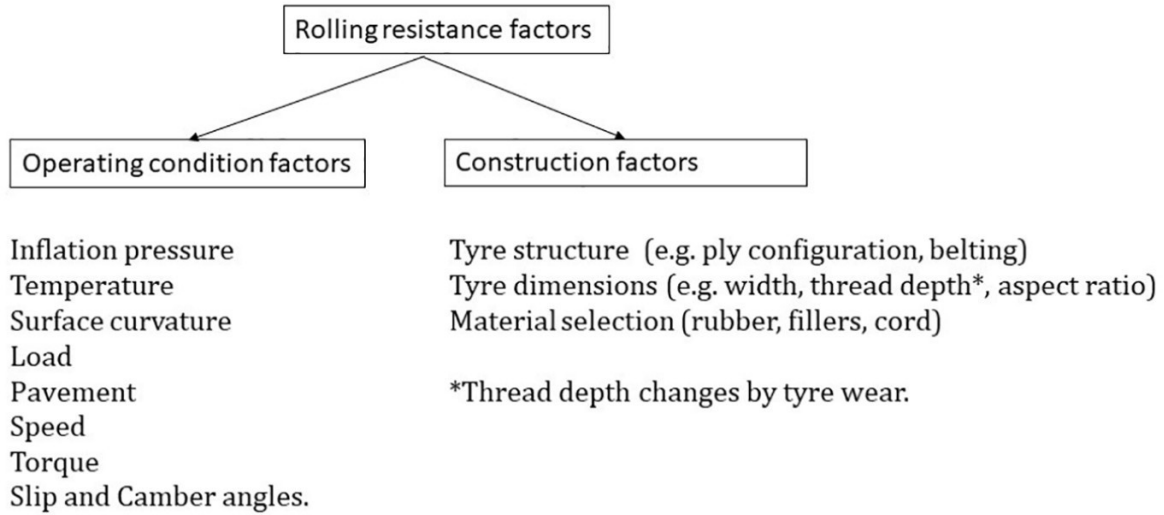 Rolling resistance factors
Operating condition factors
Construction factors
Inflation pressure
Temperature
Surface curvature
Load
Pavement
Speed
Torque
Slip and Camber angles.
Tyre structure (e.g. ply configuration, belting)
Tyre dimensions (e.g. width, thread depth*, aspect ratio)
Material selection (rubber, fillers, cord)
*Thread depth changes by tyre wear.